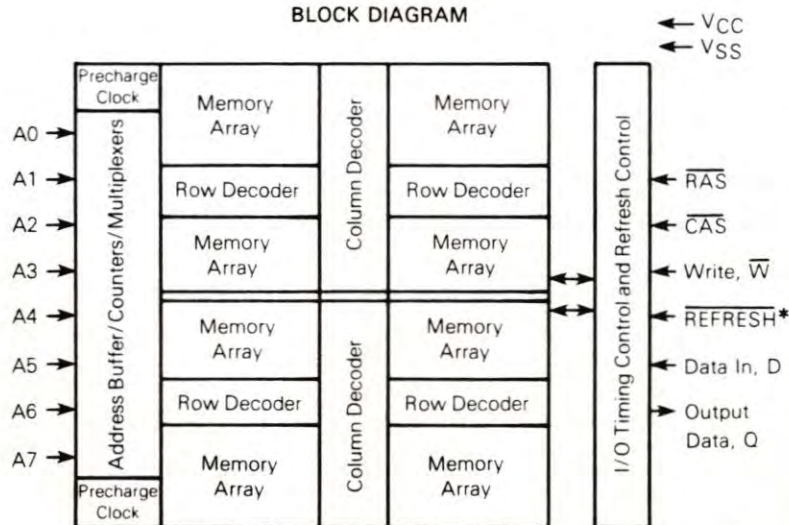 BLOCK DIAGRAM
VCC
VSS
Precharge
Clock
Memory
Array
Column Decoder
Memory
Array
A0
A1
A2
A3
A4
A5
A6
A7
Address Buffer/Counters/Multiplexers
Row Decoder
Row Decoder
Memory
Array
Memory
Array
Memory
Array
Column Decoder
Memory
Array
Row Decoder
Row Decoder
Memory
Array
Memory
Array
Precharge
Clock
I/O Timing Control and Refresh Control
R̅A̅S̅
C̅A̅S̅
Write, W̅
R̅E̅F̅R̅E̅S̅H̅*
Data In, D
Output
Data, Q